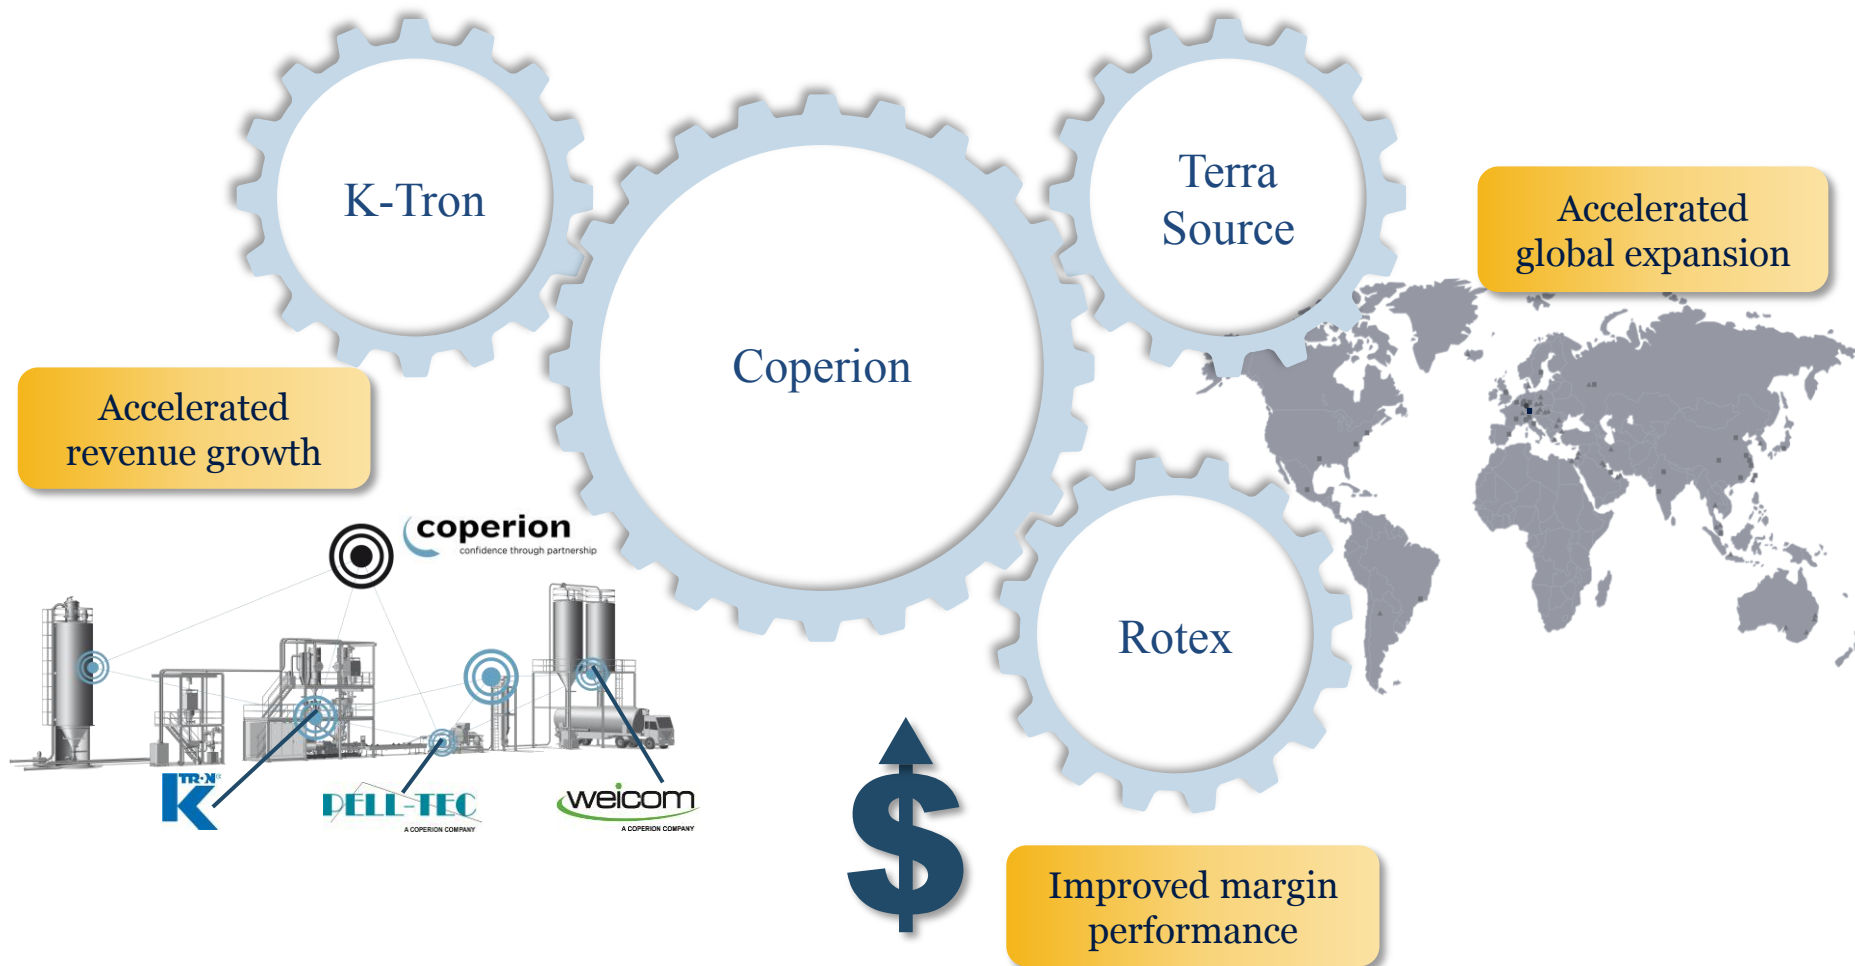 K-Tron
Terra
Source
Accelerated
global expansion
Coperion
Accelerated
revenue growth
coperion
confidence through partnership
Rotex
K-TRON®
PELL-TEC
A COPERION COMPANY
weicom
A COPERION COMPANY
$
Improved margin
performance